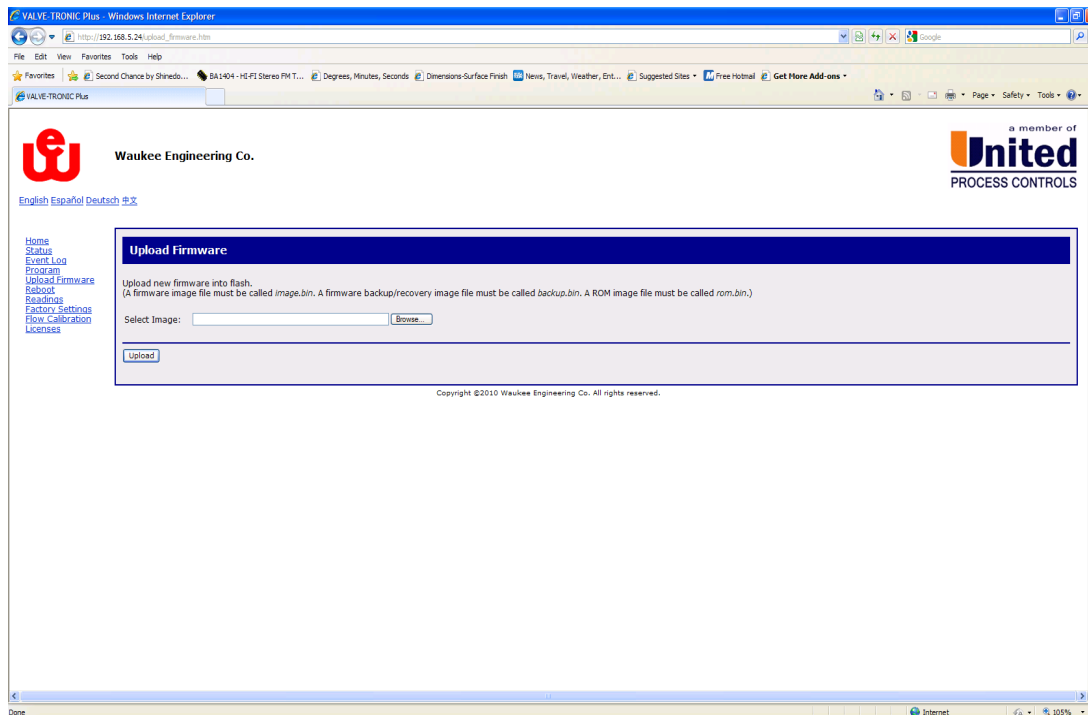 VALVE-TRONIC Plus - Windows Internet Explorer
http://192.168.5.24/upload_firmware.htm
Google
File Edit View Favorites Tools Help
Favorites Second Chance by Shinedo... BA1404 - HI-FI Stereo FM T... Degrees, Minutes, Seconds Dimensions-Surface Finish News, Travel, Weather, Ent... Suggested Sites Free Hotmail Get More Add-ons
VALVE-TRONIC Plus
Page Safety Tools
a member of
United
PROCESS CONTROLS
Waukee Engineering Co.
English Español Deutsch 中文
Home
Status
Event Log
Program
Upload Firmware
Reboot
Readings
Factory Settings
Flow Calibration
Licenses
Upload Firmware
Upload new firmware into flash.
(A firmware image file must be called image.bin. A firmware backup/recovery image file must be called backup.bin. A ROM image file must be called rom.bin.)
Select Image: Browse...
Upload
Copyright ©2010 Waukee Engineering Co. All rights reserved.
Done
Internet
105%